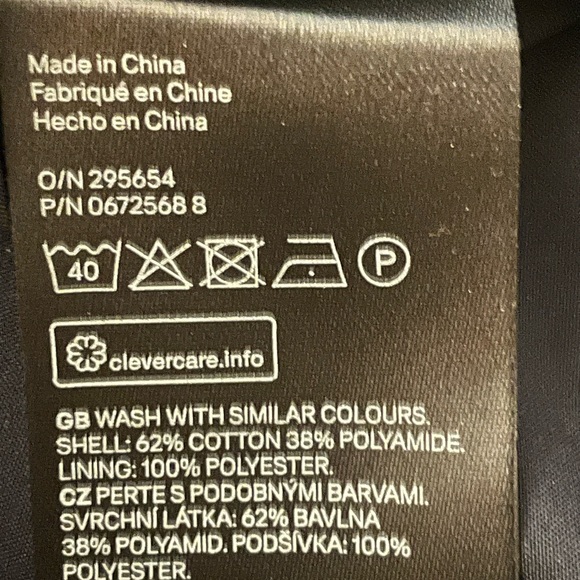 Made in China
Fabriqué en Chine
Hecho en China
O/N 295654
P/N 0672568 8
40 P
clevercare.info
GB WASH WITH SIMILAR COLOURS.
SHELL: 62% COTTON 38% POLYAMIDE.
LINING: 100% POLYESTER.
CZ PERTE S PODOBNÝMI BARVAMI.
SVRCHNÍ LÁTKA: 62% BAVLNA
38% POLYAMID. PODŠÍVKA: 100%
POLYESTER.